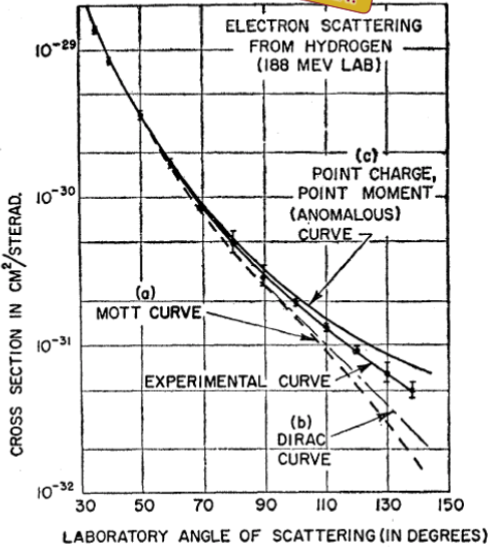 ELECTRON SCATTERING
FROM HYDROGEN
(188 MEV LAB)
(c)
POINT CHARGE,
POINT MOMENT
(ANOMALOUS)
CURVE
(a)
MOTT CURVE
EXPERIMENTAL CURVE
(b)
DIRAC
CURVE
CROSS SECTION IN CM²/STERAD.
10⁻²⁹
10⁻³⁰
10⁻³¹
10⁻³²
30 50 70 90 110 130 150
LABORATORY ANGLE OF SCATTERING (IN DEGREES)